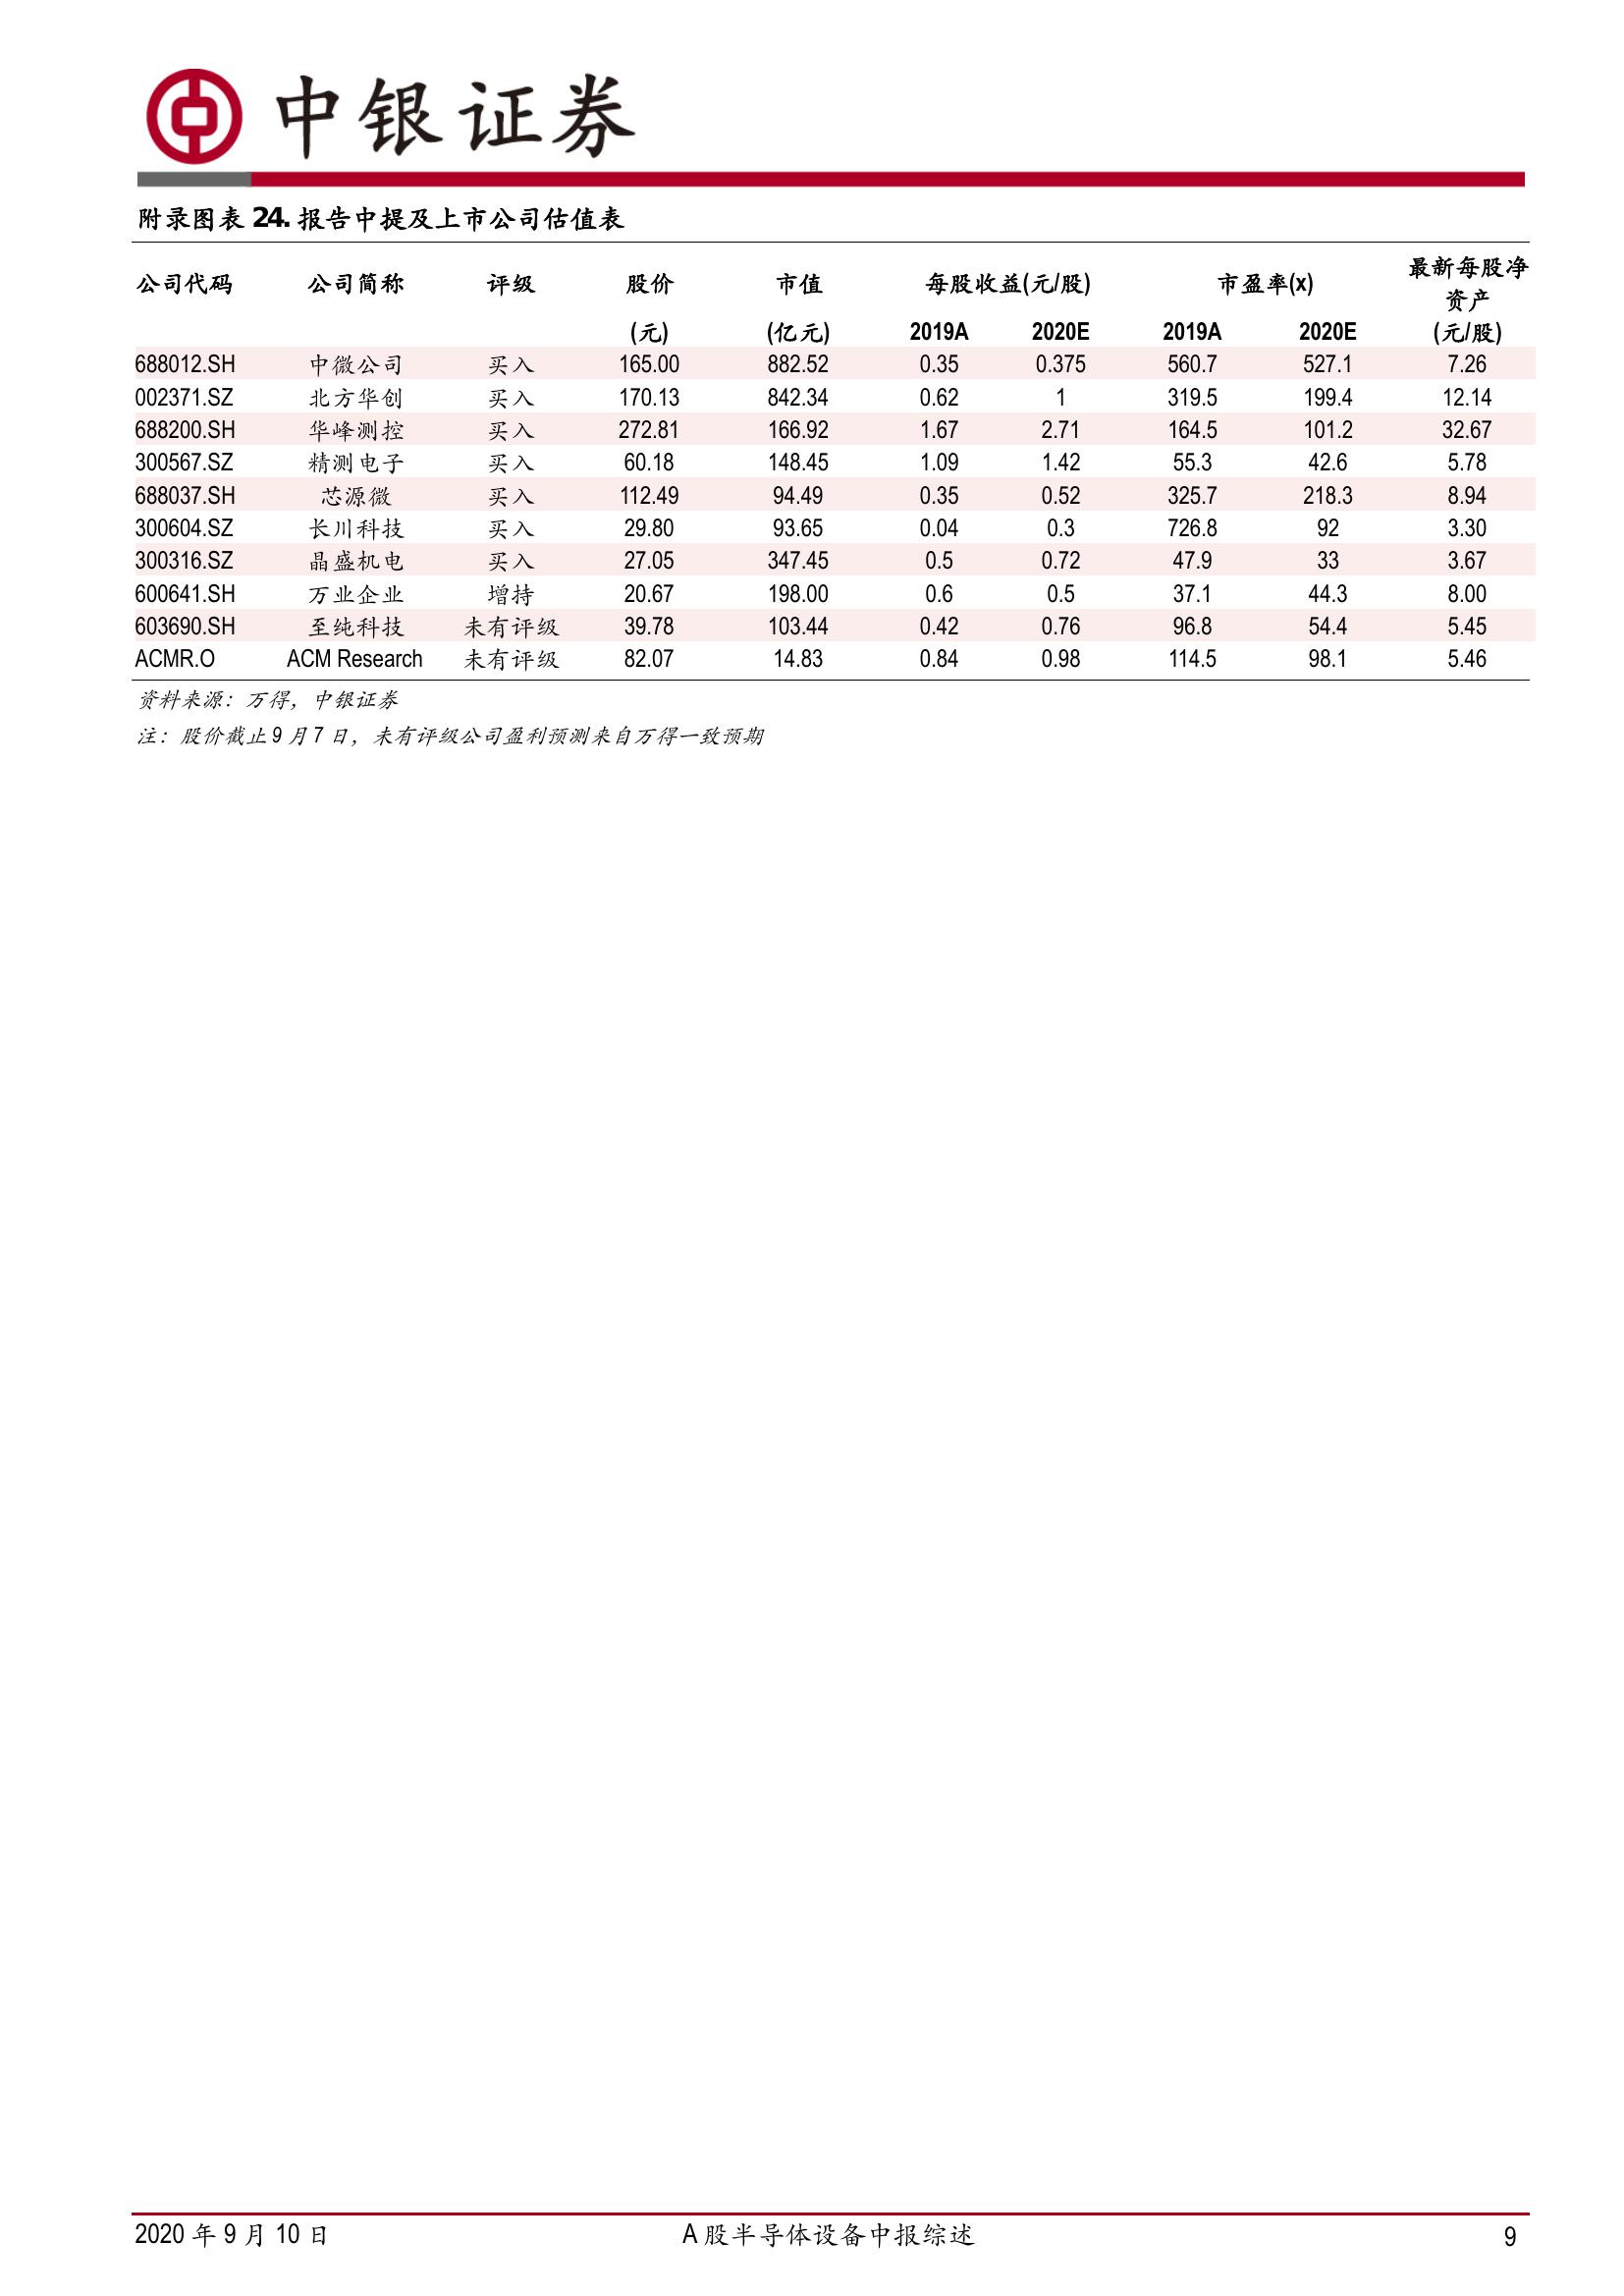 中银证券
附录图表 24. 报告中提及上市公司估值表
公司代码 公司简称 评级 股价 市值 每股收益(元/股) 市盈率(x) 最新每股净
资产
(元) (亿元) 2019A 2020E 2019A 2020E (元/股)
688012.SH 中微公司 买入 165.00 882.52 0.35 0.375 560.7 527.1 7.26
002371.SZ 北方华创 买入 170.13 842.34 0.62 1 319.5 199.4 12.14
688200.SH 华峰测控 买入 272.81 166.92 1.67 2.71 164.5 101.2 32.67
300567.SZ 精测电子 买入 60.18 148.45 1.09 1.42 55.3 42.6 5.78
688037.SH 芯源微 买入 112.49 94.49 0.35 0.52 325.7 218.3 8.94
300604.SZ 长川科技 买入 29.80 93.65 0.04 0.3 726.8 92 3.30
300316.SZ 晶盛机电 买入 27.05 347.45 0.5 0.72 47.9 33 3.67
600641.SH 万业企业 增持 20.67 198.00 0.6 0.5 37.1 44.3 8.00
603690.SH 至纯科技 未有评级 39.78 103.44 0.42 0.76 96.8 54.4 5.45
ACMR.O ACM Research 未有评级 82.07 14.83 0.84 0.98 114.5 98.1 5.46
资料来源：万得，中银证券
注：股价截止 9 月 7 日，未有评级公司盈利预测来自万得一致预期
2020 年 9 月 10 日 A 股半导体设备中报综述 9